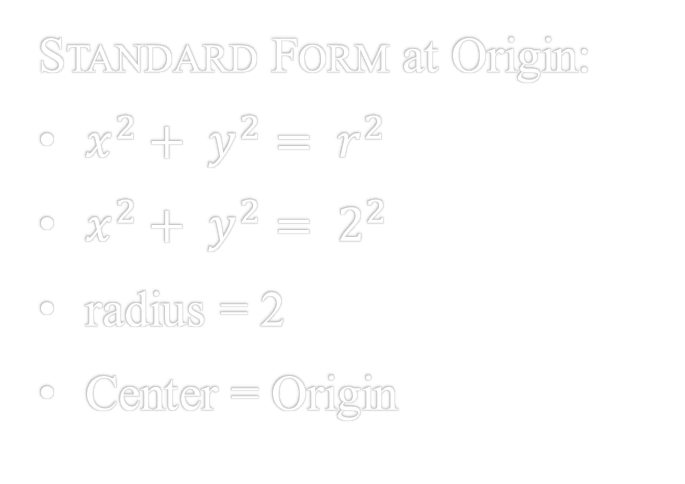 STANDARD FORM at Origin:
• x² + y² = r²
• x² + y² = 2²
• radius = 2
• Center = Origin